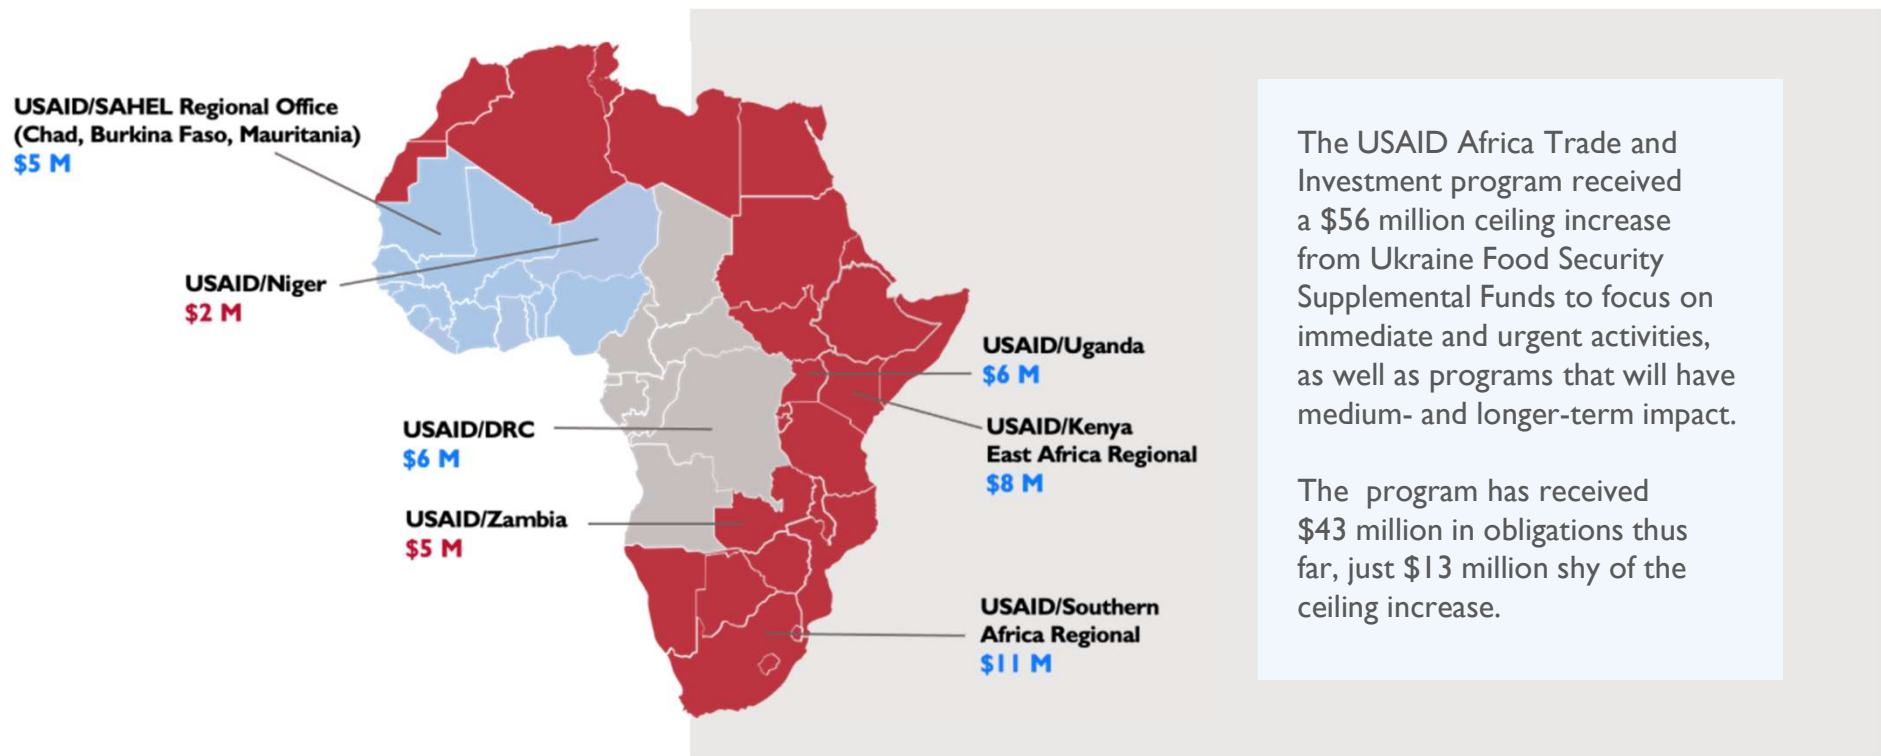 USAID/SAHEL Regional Office
(Chad, Burkina Faso, Mauritania)
$5 M
USAID/Niger
$2 M
USAID/DRC
$6 M
USAID/Zambia
$5 M
USAID/Uganda
$6 M
USAID/Kenya
East Africa Regional
$8 M
USAID/Southern
Africa Regional
$11 M
The USAID Africa Trade and
Investment program received
a $56 million ceiling increase
from Ukraine Food Security
Supplemental Funds to focus on
immediate and urgent activities,
as well as programs that will have
medium- and longer-term impact.
The program has received
$43 million in obligations thus
far, just $13 million shy of the
ceiling increase.